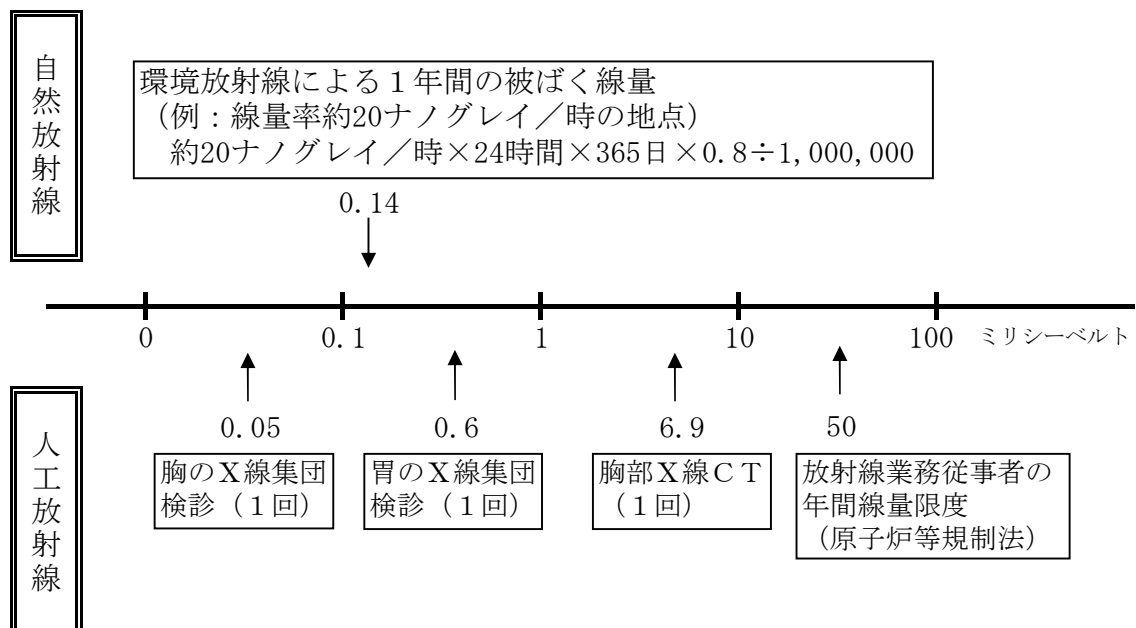 自然放射線
環境放射線による１年間の被ばく線量
（例：線量率約20ナノグレイ／時の地点）
約20ナノグレイ／時×24時間×365日×0.8÷1,000,000
0.14
0
0.1
1
10
100
ミリシーベルト
人工放射線
0.05
胸のＸ線集団
検診（１回）
0.6
胃のＸ線集団
検診（１回）
6.9
胸部Ｘ線ＣＴ
（１回）
50
放射線業務従事者の
年間線量限度
（原子炉等規制法）